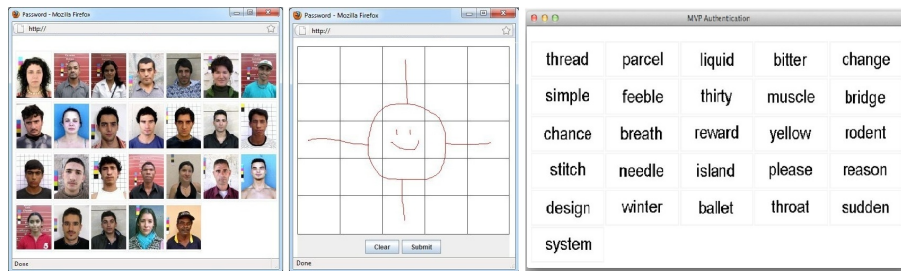 Password - Mozilla Firefox
http://
Done
Password - Mozilla Firefox
http://
Clear Submit
Done
MVP Authentication
thread parcel liquid bitter change
simple feeble thirty muscle bridge
chance breath reward yellow rodent
stitch needle island please reason
design winter ballet throat sudden
system